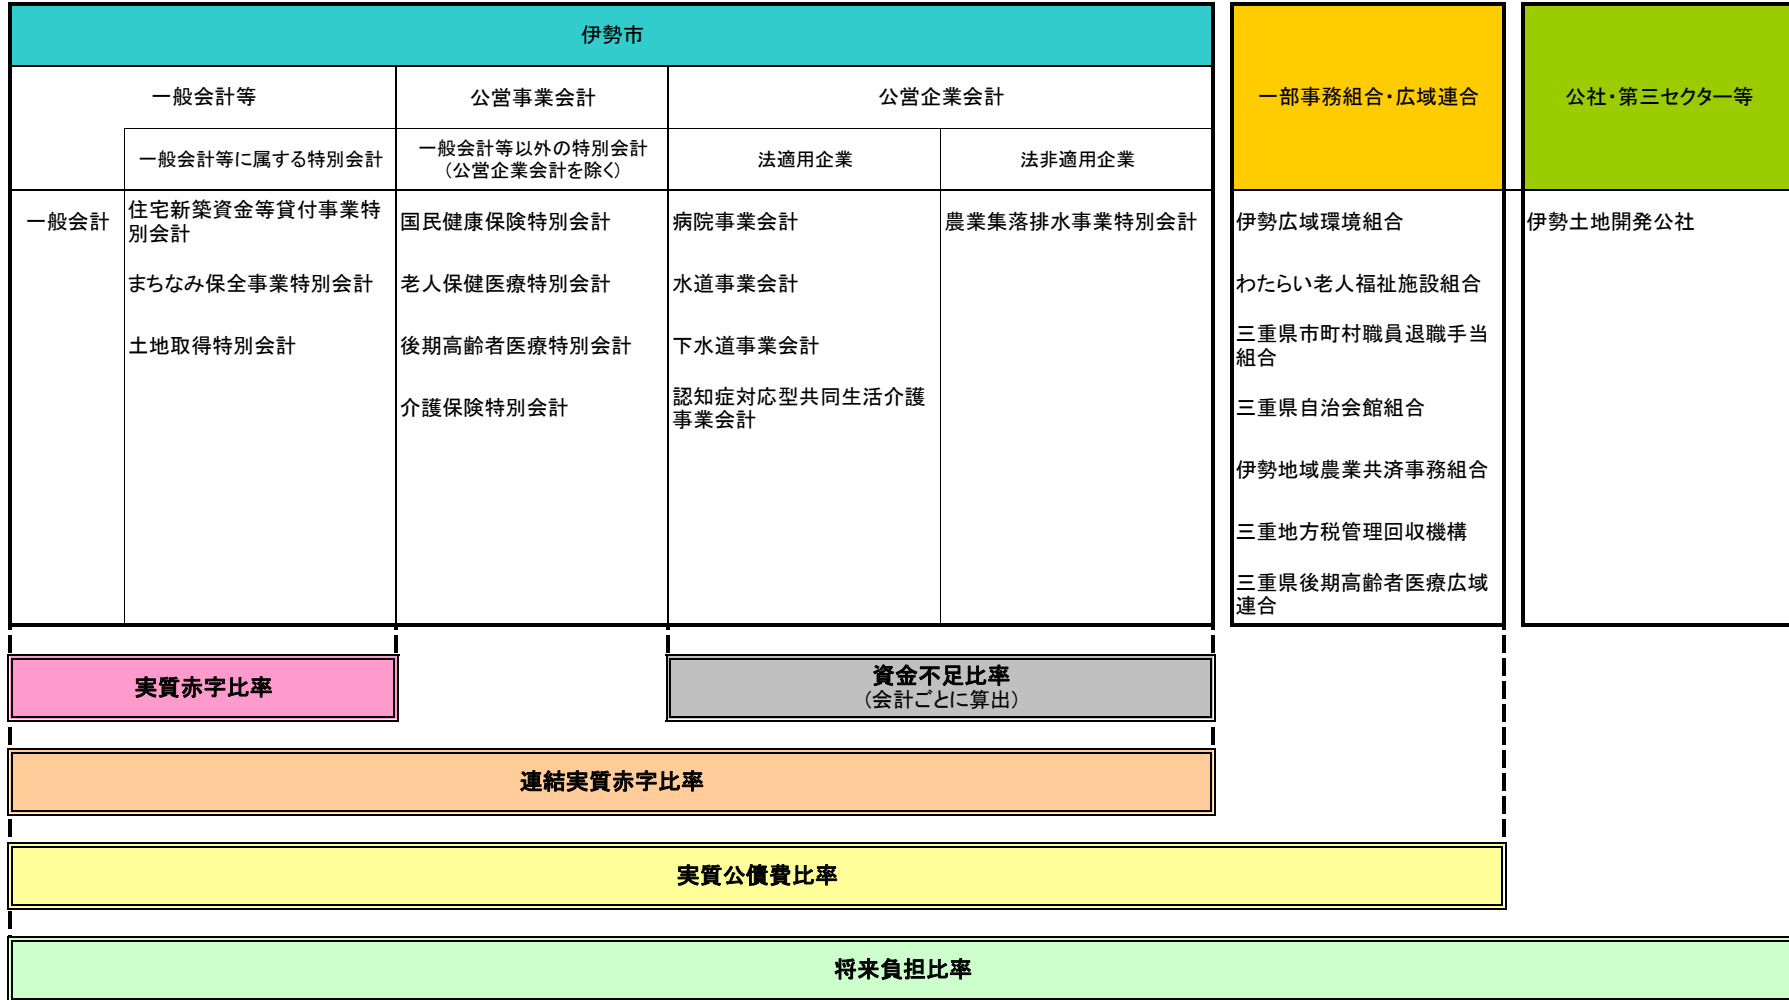 伊勢市
一部事務組合・広域連合
公社・第三セクター等
一般会計等
公営事業会計
公営企業会計
一般会計等に属する特別会計
一般会計等以外の特別会計
(公営企業会計を除く)
法適用企業
法非適用企業
一般会計
住宅新築資金等貸付事業特
別会計
まちなみ保全事業特別会計
土地取得特別会計
国民健康保険特別会計
老人保健医療特別会計
後期高齢者医療特別会計
介護保険特別会計
病院事業会計
水道事業会計
下水道事業会計
認知症対応型共同生活介護
事業会計
農業集落排水事業特別会計
伊勢広域環境組合
わたらい老人福祉施設組合
三重県市町村職員退職手当
組合
三重県自治会館組合
伊勢地域農業共済事務組合
三重地方税管理回収機構
三重県後期高齢者医療広域
連合
伊勢土地開発公社
実質赤字比率
資金不足比率
(会計ごとに算出)
連結実質赤字比率
実質公債費比率
将来負担比率